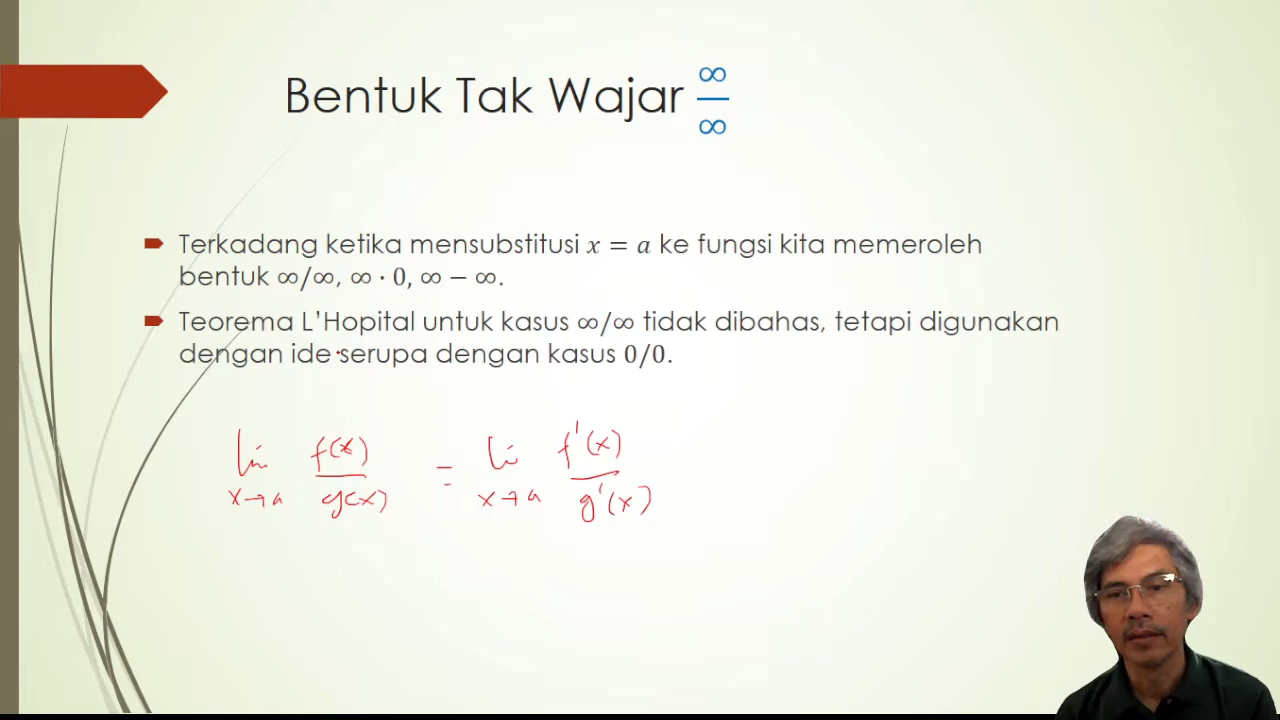 Bentuk Tak Wajar ∞/∞
Terkadang ketika mensubstitusi x = a ke fungsi kita memeroleh
bentuk ∞/∞, ∞ · 0, ∞ − ∞.
Teorema L’Hopital untuk kasus ∞/∞ tidak dibahas, tetapi digunakan
dengan ide serupa dengan kasus 0/0.
lim x→a f(x)/g(x) = lim x→a f'(x)/g'(x)